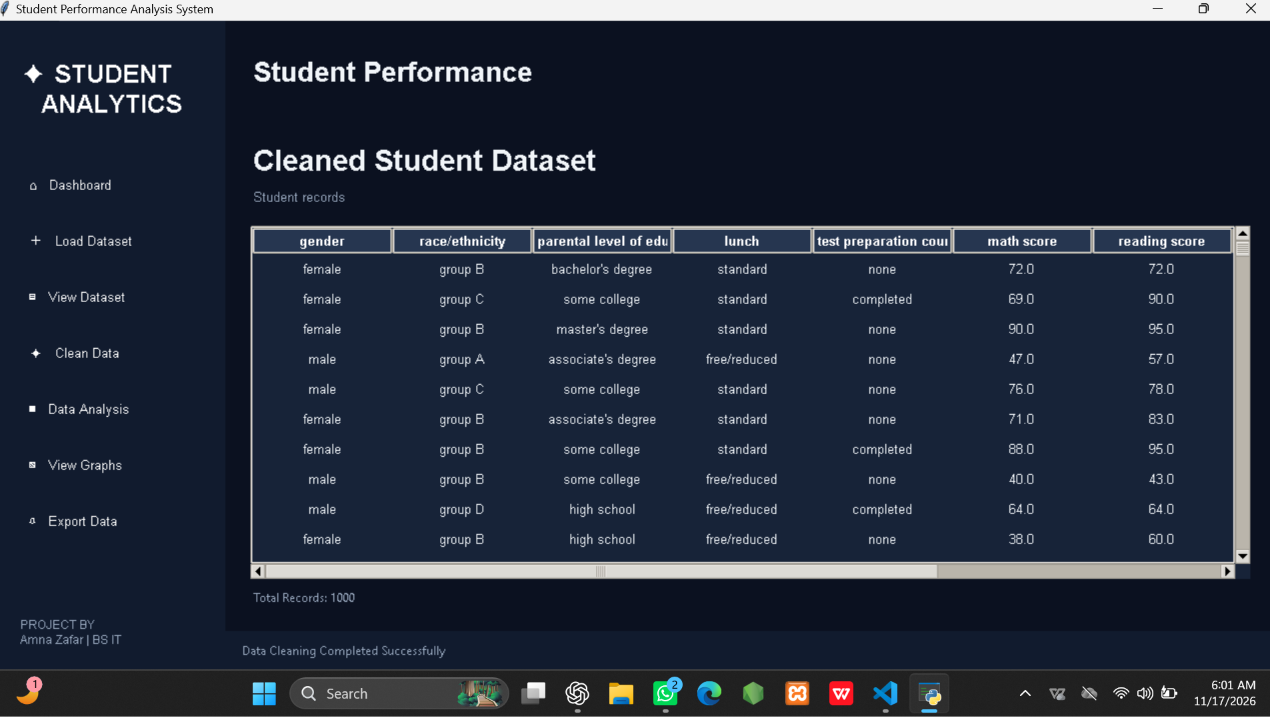 Student Performance Analysis System
STUDENT
ANALYTICS
Dashboard
Load Dataset
View Dataset
Clean Data
Data Analysis
View Graphs
Export Data
PROJECT BY
Amna Zafar | BS IT
Student Performance
Cleaned Student Dataset
Student records
gender race/ethnicity parental level of edu lunch test preparation cour math score reading score
female group B bachelor's degree standard none 72.0 72.0
female group C some college standard completed 69.0 90.0
female group B master's degree standard none 90.0 95.0
male group A associate's degree free/reduced none 47.0 57.0
male group C some college standard none 76.0 78.0
female group B associate's degree standard none 71.0 83.0
female group B some college standard completed 88.0 95.0
male group B some college free/reduced none 40.0 43.0
male group D high school free/reduced completed 64.0 64.0
female group B high school free/reduced none 38.0 60.0
Total Records: 1000
Data Cleaning Completed Successfully
1
Search
2
6:01 AM
11/17/2026